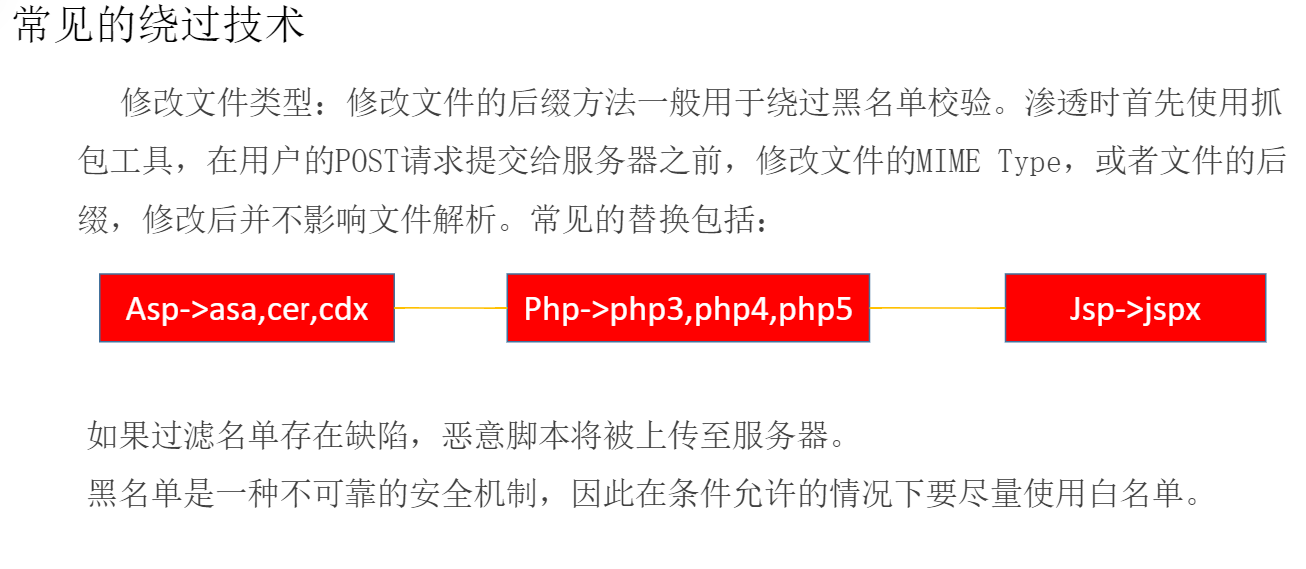 常见的绕过技术
修改文件类型：修改文件的后缀方法一般用于绕过黑名单校验。渗透时首先使用抓
包工具，在用户的POST请求提交给服务器之前，修改文件的MIME Type，或者文件的后
缀，修改后并不影响文件解析。常见的替换包括：
Asp->asa,cer,cdx
Php->php3,php4,php5
Jsp->jspx
如果过滤名单存在缺陷，恶意脚本将被上传至服务器。
黑名单是一种不可靠的安全机制，因此在条件允许的情况下要尽量使用白名单。